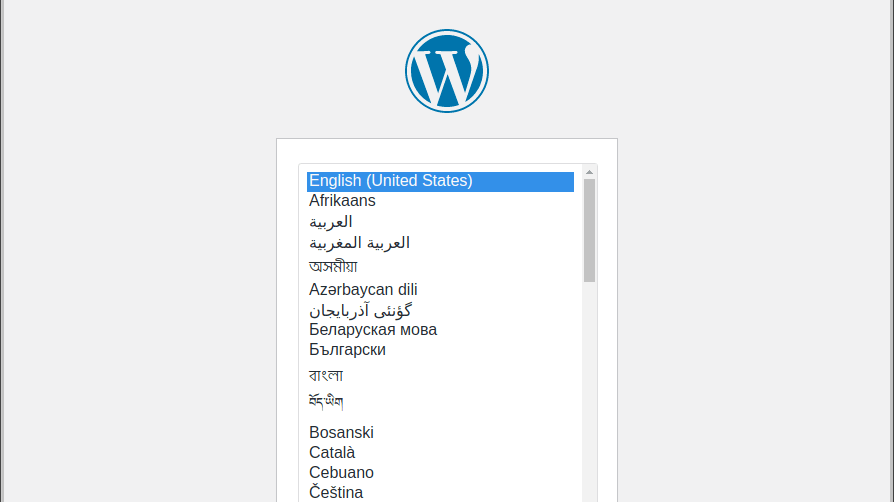 English (United States)
Afrikaans
العربية
العربية المغربية
অসমীয়া
Azərbaycan dili
گؤنئی آذربایجان
Беларуская мова
Български
বাংলা
བོད་ཡིག
Bosanski
Català
Cebuano
Čeština